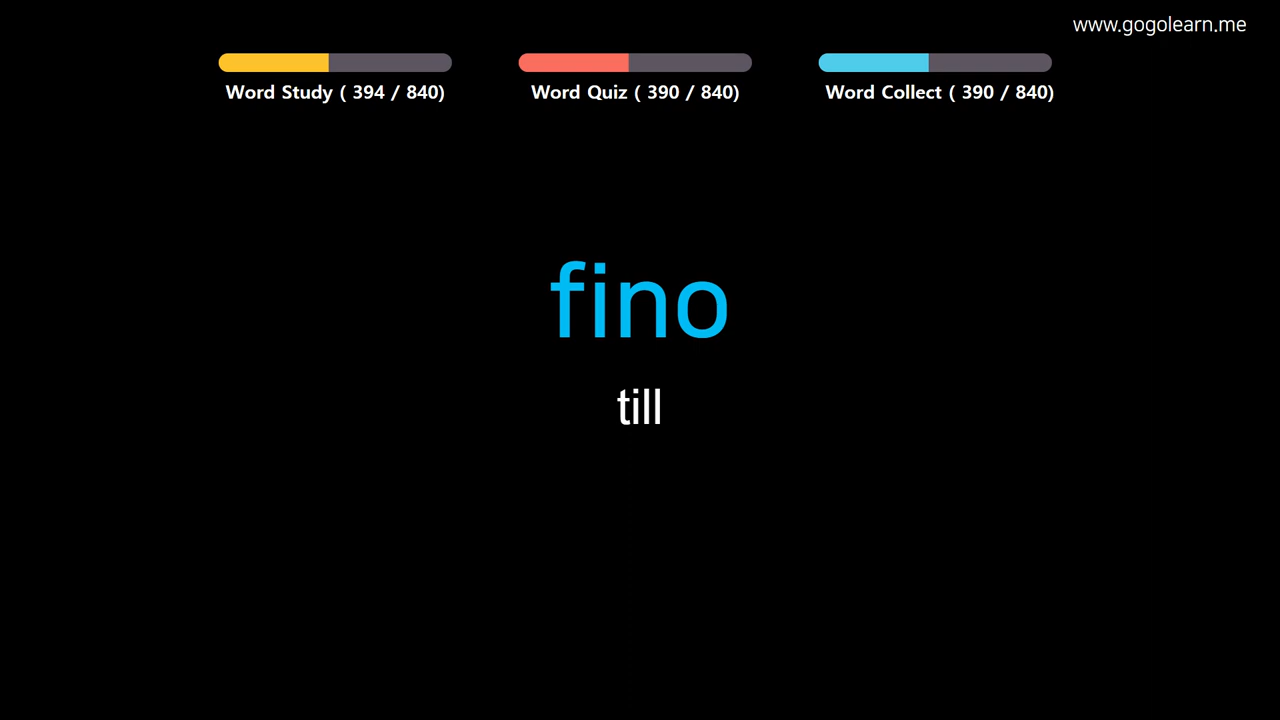 www.gogolearn.me
Word Study ( 394 / 840)
Word Quiz ( 390 / 840)
Word Collect ( 390 / 840)
fino
till